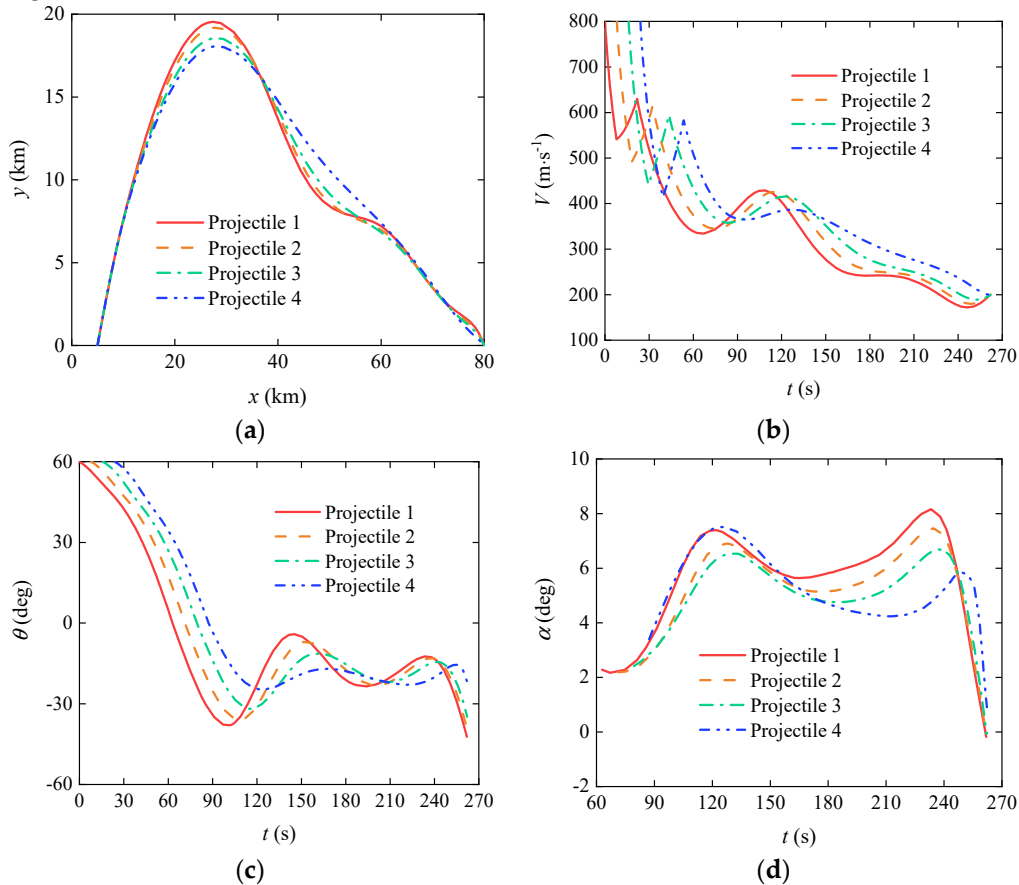 20
15
10
5
0
y (km)
0 20 40 60 80
x (km)
Projectile 1
Projectile 2
Projectile 3
Projectile 4
(a)
800
700
600
500
400
300
200
100
V (m·s⁻¹)
0 30 60 90 120 150 180 210 240 270
t (s)
Projectile 1
Projectile 2
Projectile 3
Projectile 4
(b)
60
30
0
-30
-60
θ (deg)
0 30 60 90 120 150 180 210 240 270
t (s)
Projectile 1
Projectile 2
Projectile 3
Projectile 4
(c)
10
8
6
4
2
0
-2
α (deg)
60 90 120 150 180 210 240 270
t (s)
Projectile 1
Projectile 2
Projectile 3
Projectile 4
(d)